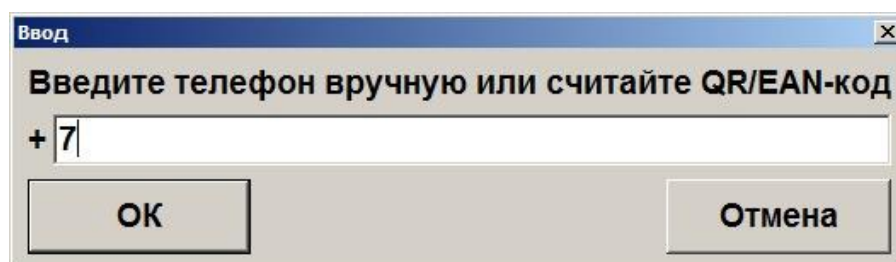 Ввод
Введите телефон вручную или считайте QR/EAN-код
+ 7
ОК
Отмена